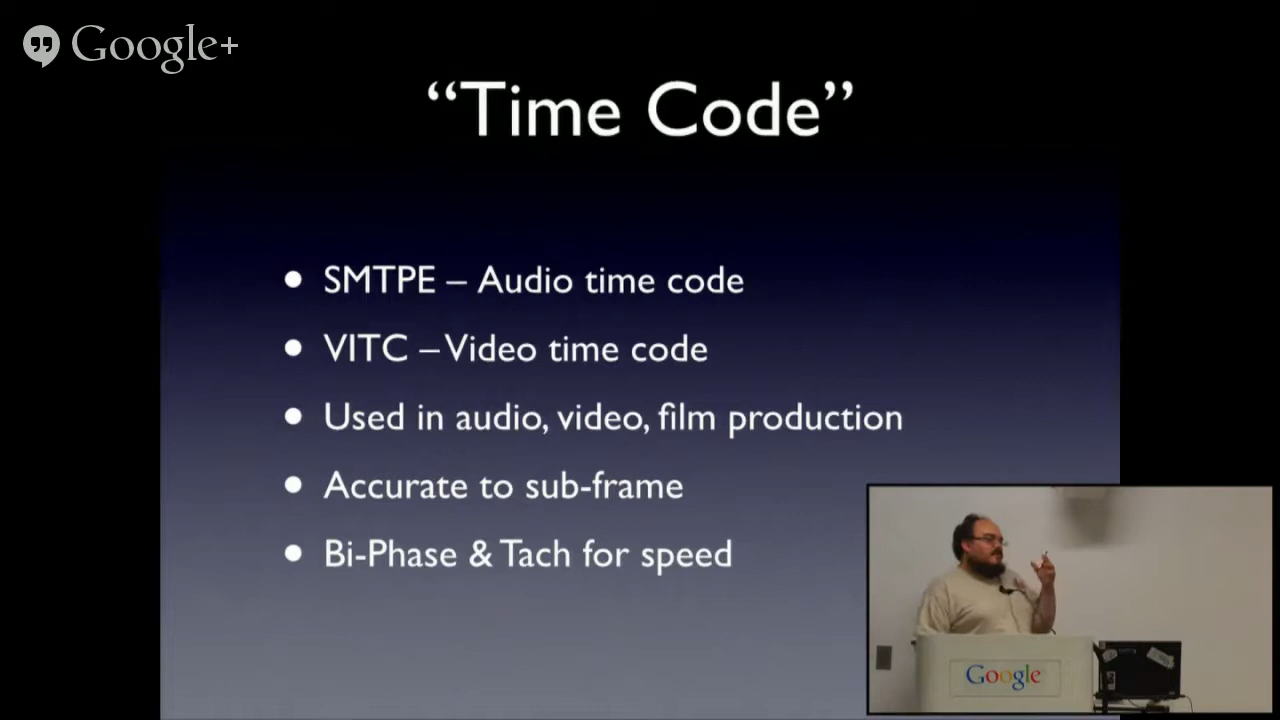 Google+
“Time Code”
• SMTPE – Audio time code
• VITC – Video time code
• Used in audio, video, film production
• Accurate to sub-frame
• Bi-Phase & Tach for speed
Google